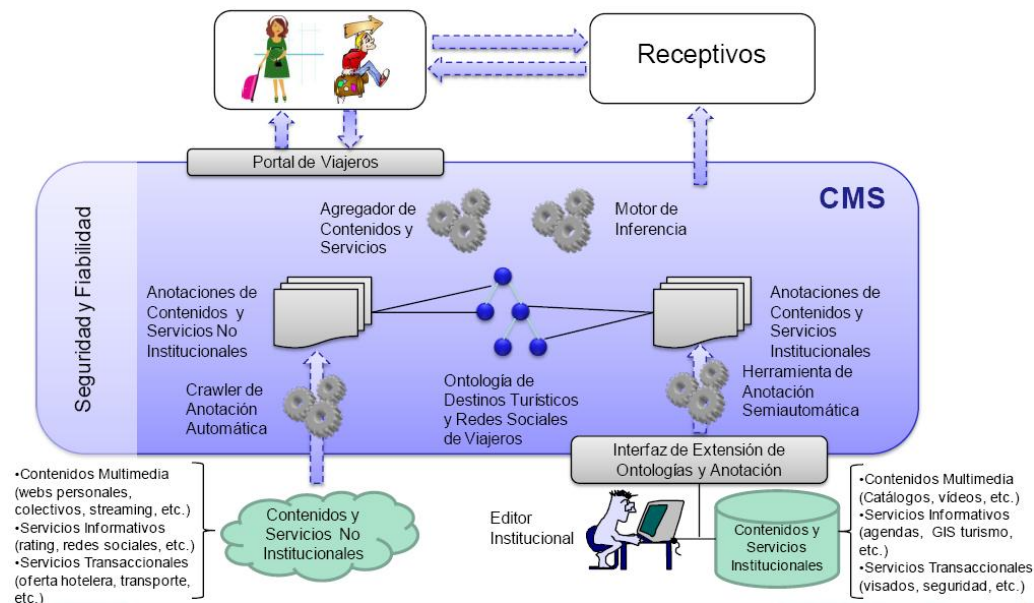 Receptivos
Portal de Viajeros
Seguridad y Fiabilidad
CMS
Agregador de
Contenidos y
Servicios
Motor de
Inferencia
Anotaciones de
Contenidos y
Servicios No
Institucionales
Anotaciones de
Contenidos y
Servicios
Institucionales
Crawler de
Anotación
Automática
Ontología de
Destinos Turísticos
y Redes Sociales
de Viajeros
Herramienta de
Anotación
Semiautomática
Interfaz de Extensión de
Ontologías y Anotación
•Contenidos Multimedia
(webs personales,
colectivos, streaming, etc.)
•Servicios Informativos
(rating, redes sociales, etc.)
•Servicios Transaccionales
(oferta hotelera, transporte,
etc.)
Contenidos y
Servicios No
Institucionales
Editor
Institucional
Contenidos y
Servicios
Institucionales
•Contenidos Multimedia
(Catálogos, vídeos, etc.)
•Servicios Informativos
(agendas, GIS turismo,
etc.)
•Servicios Transaccionales
(visados, seguridad, etc.)